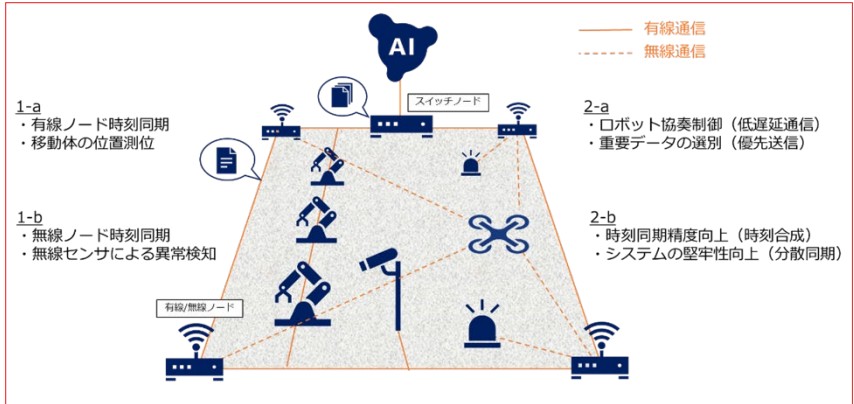 AI
有線通信
無線通信
スイッチノード
1-a
・有線ノード時刻同期
・移動体の位置測位
2-a
・ロボット協奏制御（低遅延通信）
・重要データの選別（優先送信）
1-b
・無線ノード時刻同期
・無線センサによる異常検知
2-b
・時刻同期精度向上（時刻合成）
・システムの堅牢性向上（分散同期）
有線/無線ノード